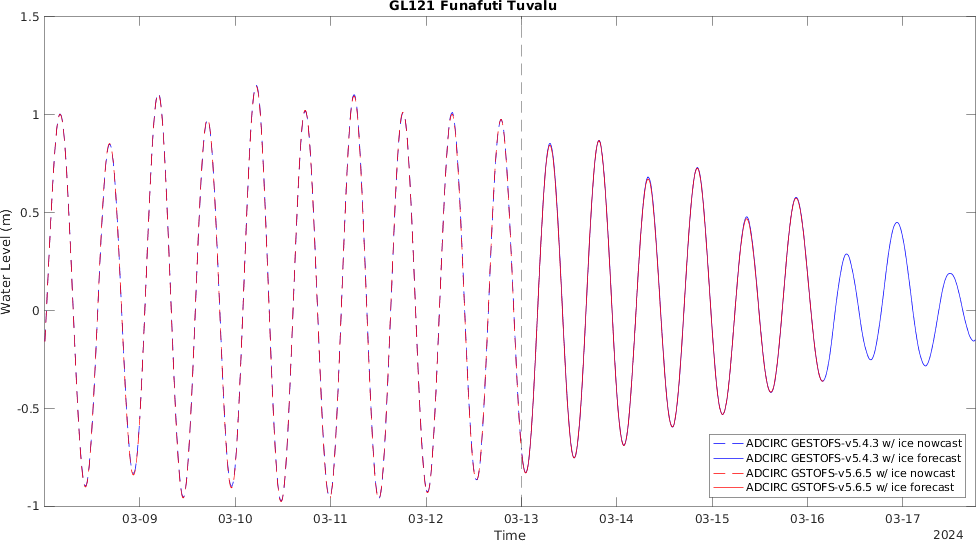 GL121 Funafuti Tuvalu
1.5
1
0.5
0
-0.5
-1
Water Level (m)
ADCIRC GESTOFS-v5.4.3 w/ ice nowcast
ADCIRC GESTOFS-v5.4.3 w/ ice forecast
ADCIRC GSTOFS-v5.6.5 w/ ice nowcast
ADCIRC GSTOFS-v5.6.5 w/ ice forecast
03-09 03-10 03-11 03-12 03-13 03-14 03-15 03-16 03-17
Time
2024